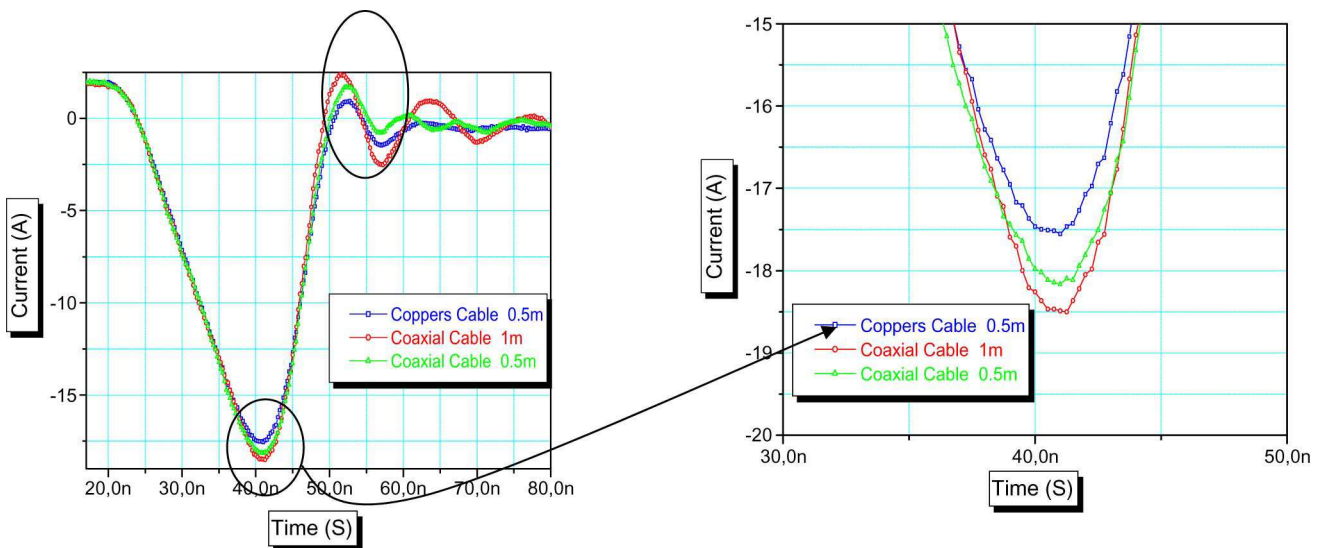 0
-5
-10
-15
Current (A)
Coppers Cable 0.5m
Coaxial Cable 1m
Coaxial Cable 0.5m
20,0n 30,0n 40,0n 50,0n 60,0n 70,0n 80,0n
Time (S)
-15
-16
-17
-18
-19
-20
Current (A)
Coppers Cable 0.5m
Coaxial Cable 1m
Coaxial Cable 0.5m
30,0n 40,0n 50,0n
Time (S)